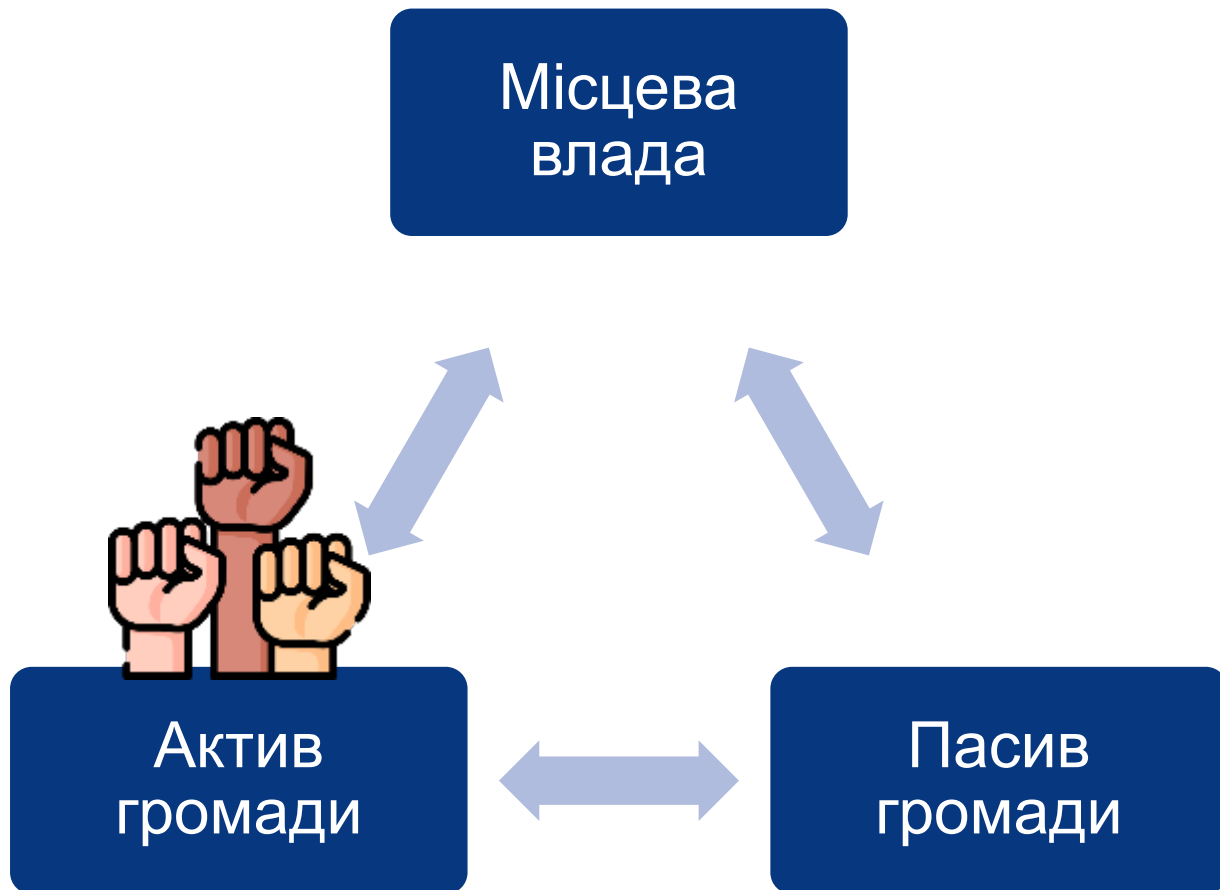 Місцева
влада
Актив
громади
Пасив
громади